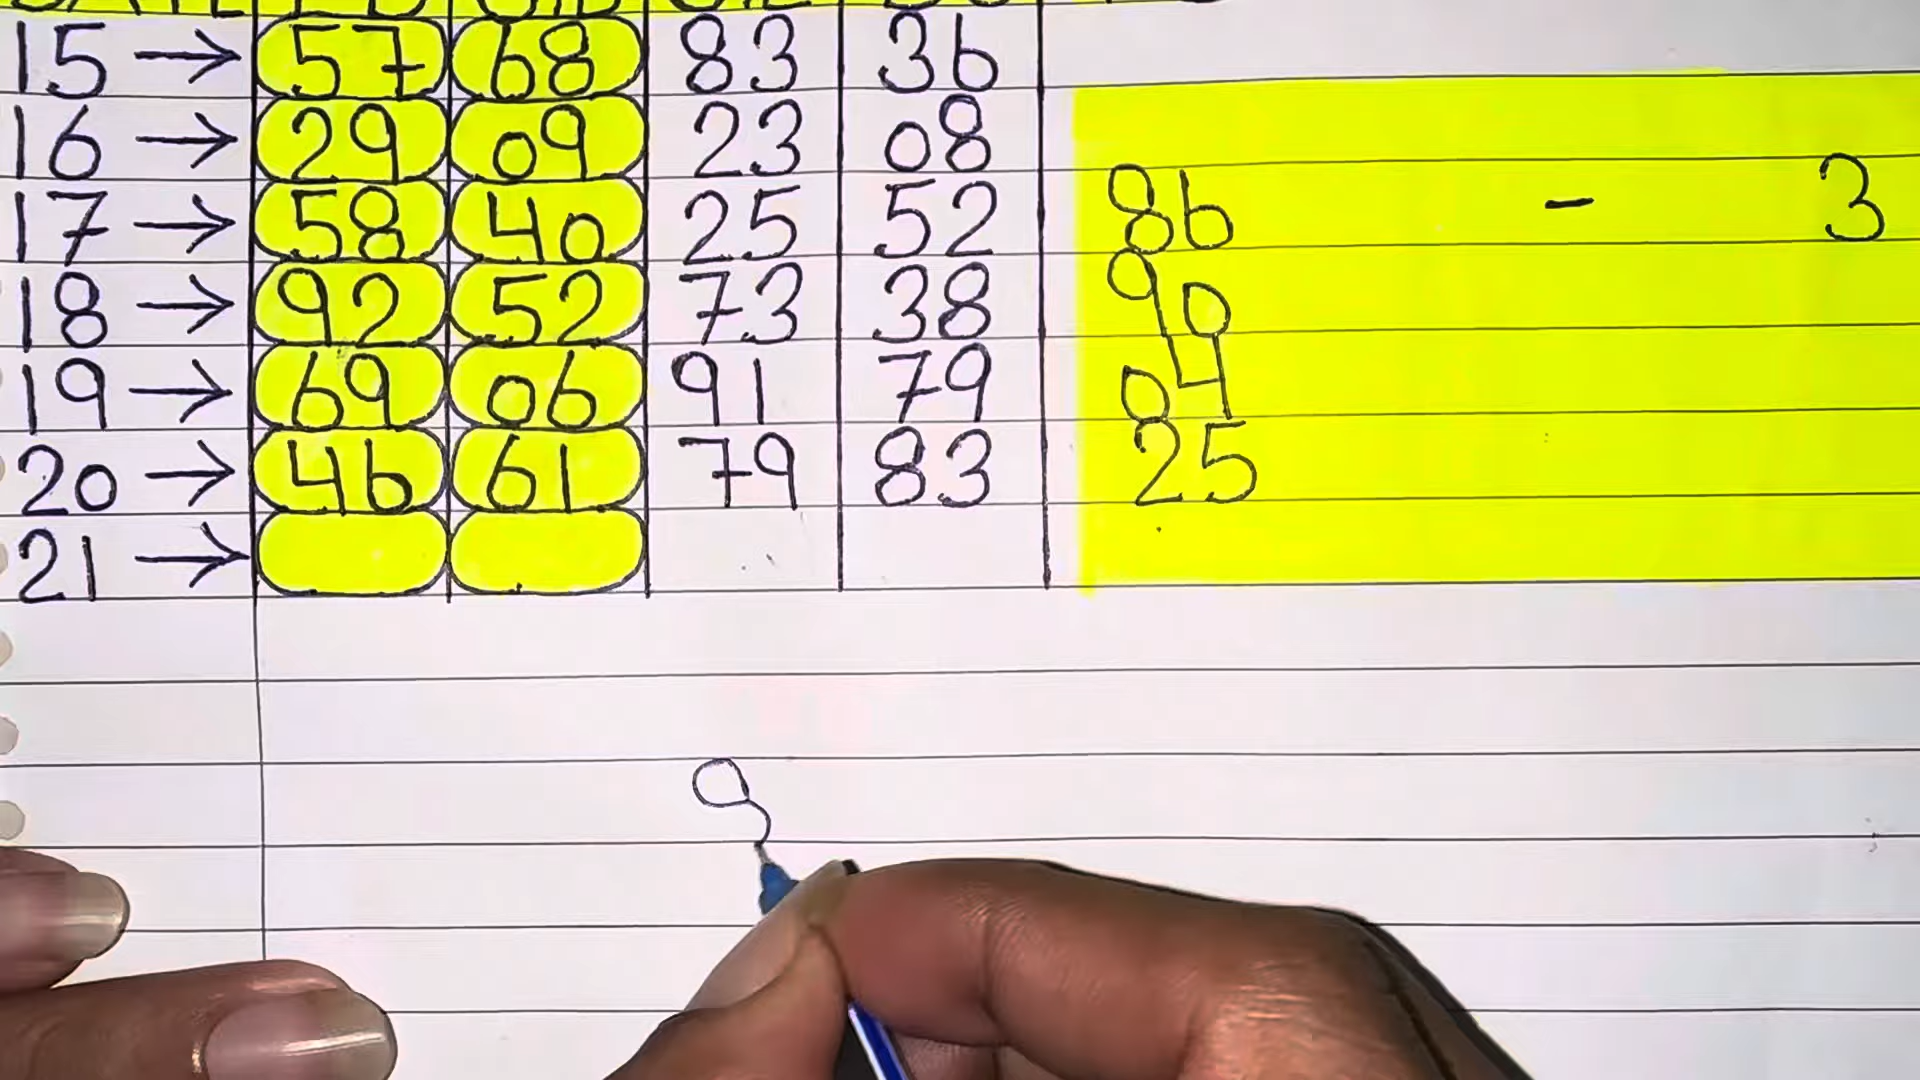 15 → 57 68 83 36
16 → 29 09 23 08
17 → 58 40 25 52 86 - 3
18 → 92 52 73 38 90
19 → 69 06 91 79 04
20 → 46 61 79 83 25
21 →
9